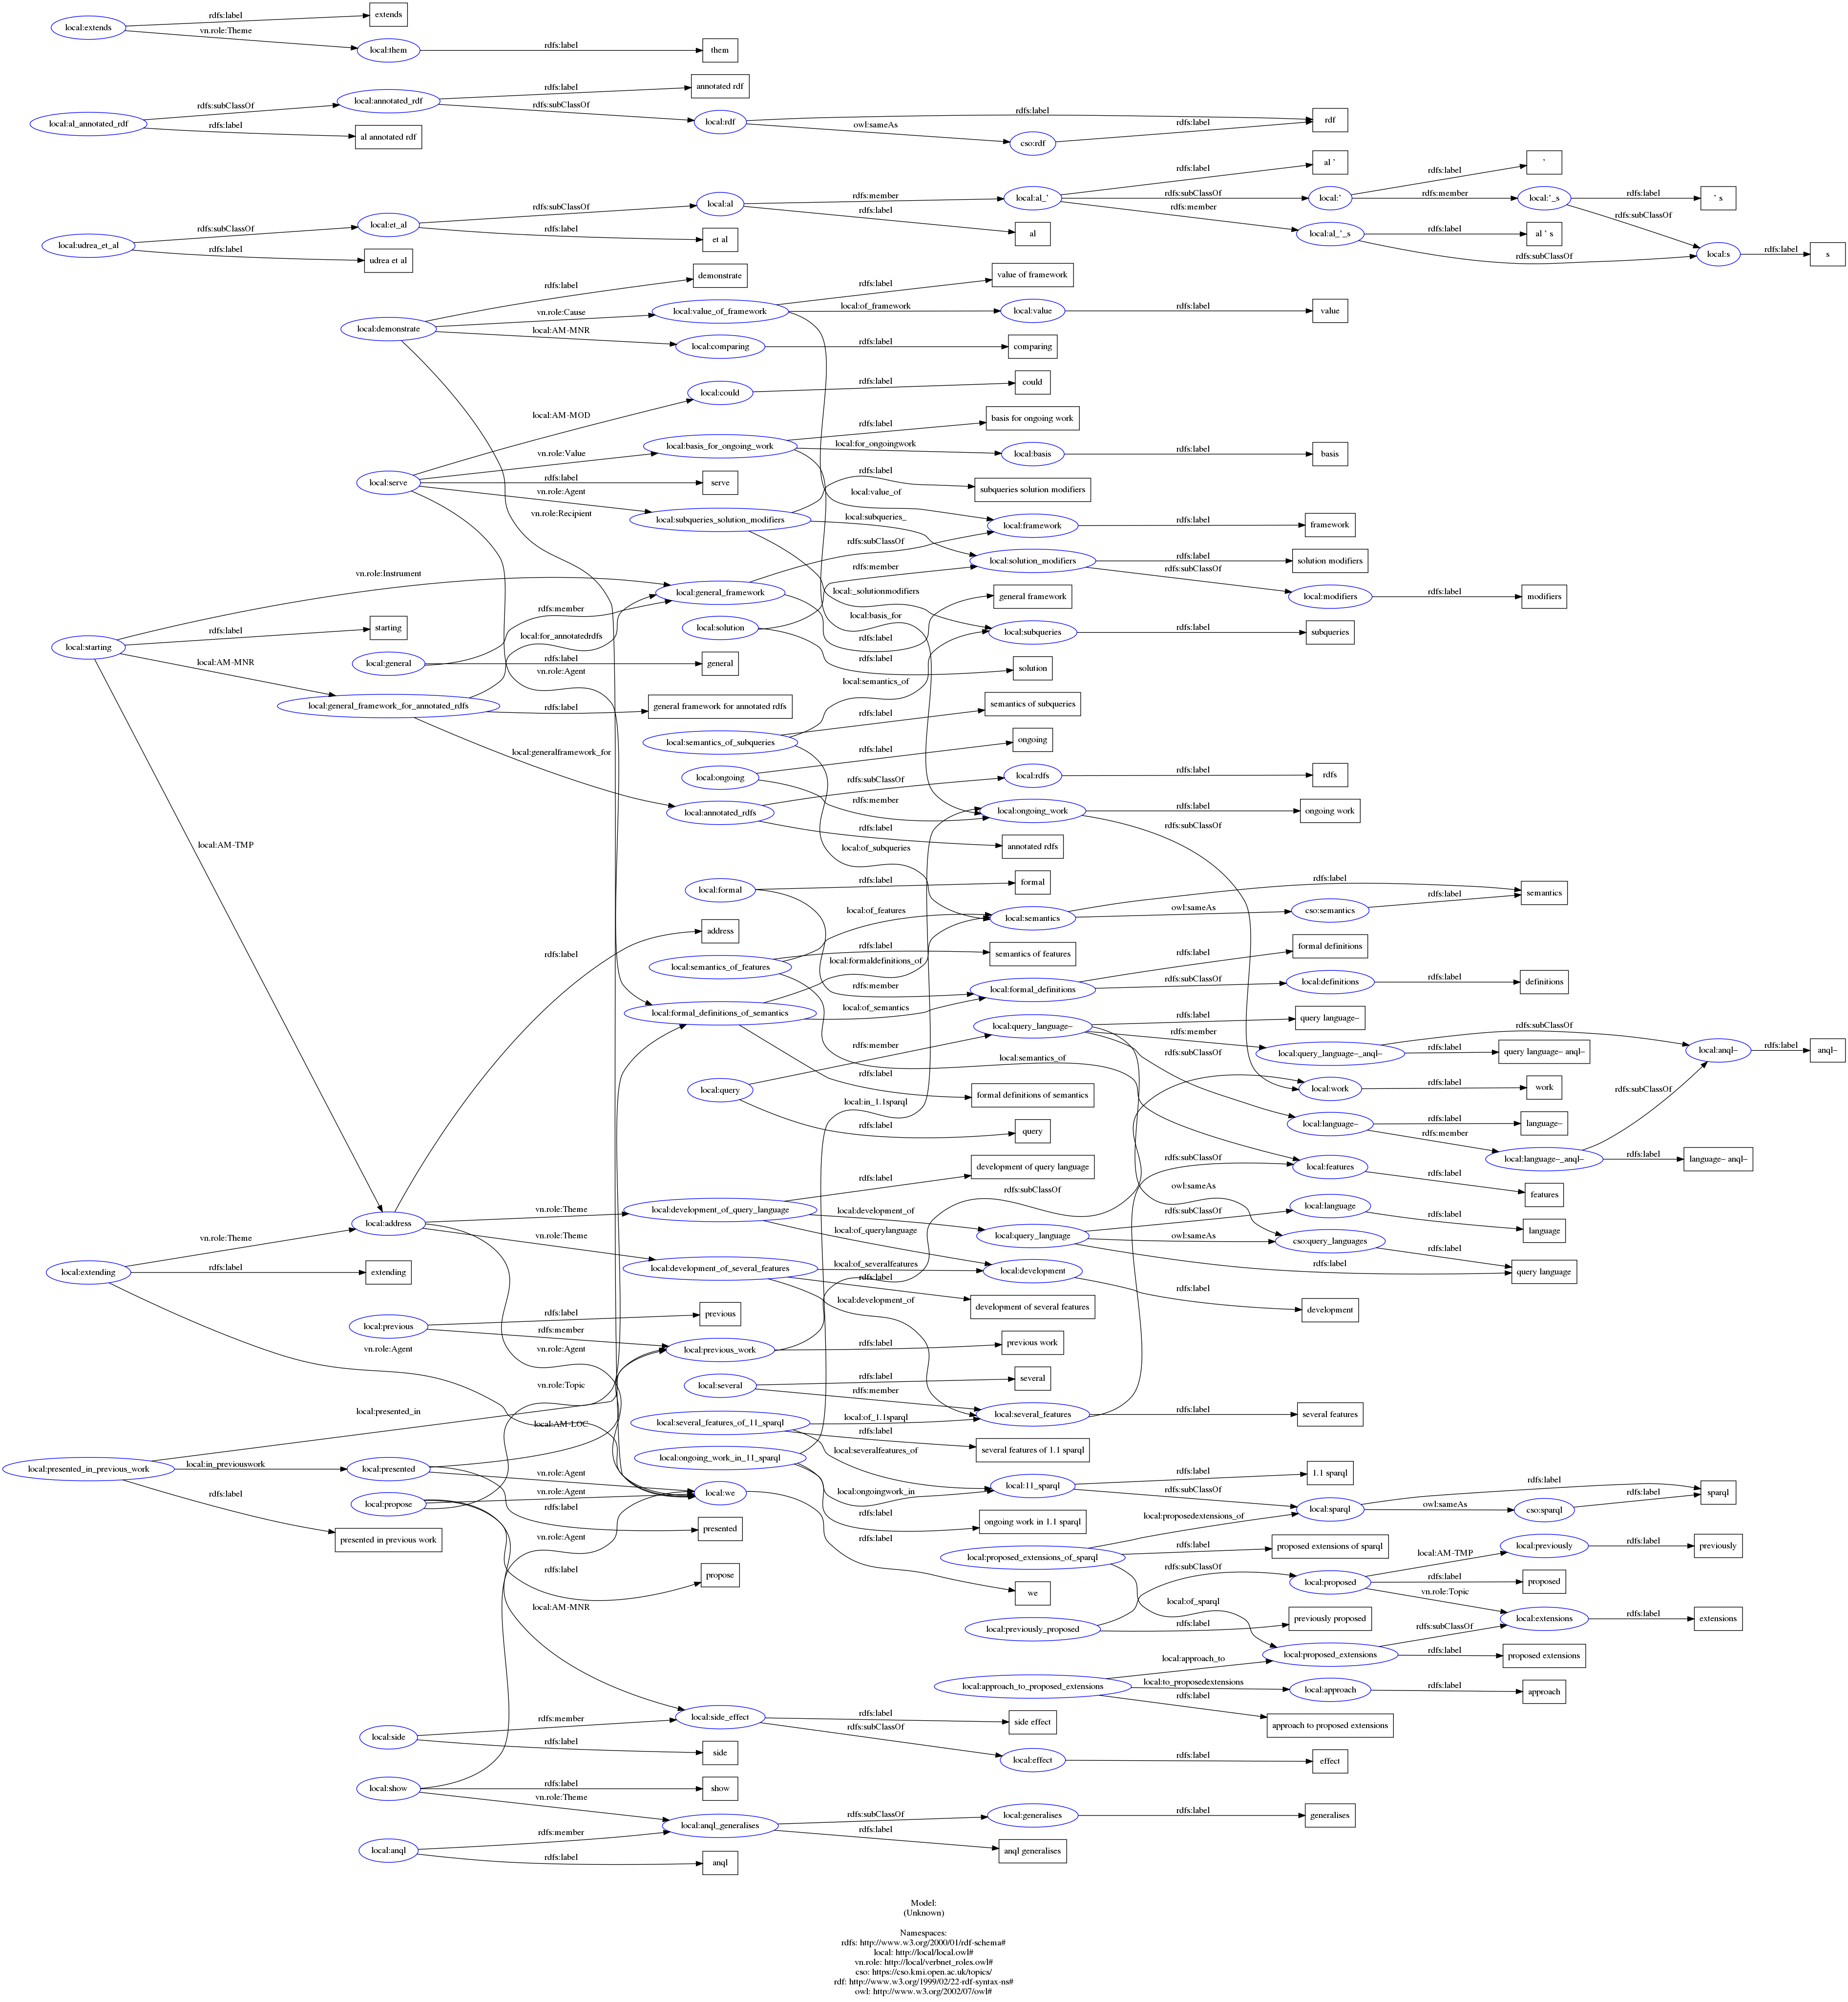 rdfs:label
extends
local:extends
vn.role:Theme
local:them
rdfs:label
them
rdfs:label
annotated rdf
rdfs:subClassOf
local:annotated_rdf
rdfs:subClassOf
local:al_annotated_rdf
rdfs:label
al annotated rdf
local:rdf
rdfs:label
rdf
owl:sameAs
cso:rdf
rdfs:label
rdfs:label
al '
rdfs:label
'
local:al
rdfs:member
local:al_'
rdfs:subClassOf
local:'
rdfs:member
local:'_s
rdfs:label
' s
rdfs:subClassOf
rdfs:member
local:al_'_s
rdfs:label
al ' s
rdfs:subClassOf
local:s
rdfs:label
s
rdfs:label
al
local:udrea_et_al
rdfs:subClassOf
local:et_al
rdfs:subClassOf
rdfs:label
et al
rdfs:label
udrea et al
rdfs:label
demonstrate
local:demonstrate
vn.role:Cause
local:value_of_framework
rdfs:label
value of framework
local:of_framework
local:value
rdfs:label
value
local:AM-MNR
local:comparing
rdfs:label
comparing
local:AM-MOD
local:could
rdfs:label
could
local:serve
vn.role:Value
local:basis_for_ongoing_work
rdfs:label
basis for ongoing work
local:for_ongoingwork
local:basis
rdfs:label
basis
rdfs:label
serve
vn.role:Agent
local:subqueries_solution_modifiers
rdfs:label
subqueries solution modifiers
vn.role:Recipient
local:value_of
local:subqueries_
local:framework
rdfs:label
framework
rdfs:subClassOf
local:solution_modifiers
rdfs:label
solution modifiers
rdfs:subClassOf
local:modifiers
rdfs:label
modifiers
vn.role:Instrument
local:general_framework
rdfs:member
local:_solutionmodifiers
general framework
rdfs:member
local:solution
local:basis_for
local:subqueries
rdfs:label
subqueries
local:starting
rdfs:label
starting
local:for_annotatedrdfs
rdfs:label
local:AM-MNR
local:general
rdfs:label
general
rdfs:label
solution
vn.role:Agent
local:semantics_of
local:general_framework_for_annotated_rdfs
rdfs:label
general framework for annotated rdfs
rdfs:label
semantics of subqueries
local:semantics_of_subqueries
local:generalframework_for
rdfs:label
ongoing
local:ongoing
rdfs:subClassOf
local:rdfs
rdfs:label
rdfs
local:annotated_rdfs
rdfs:member
local:ongoing_work
rdfs:label
ongoing work
rdfs:label
annotated rdfs
rdfs:subClassOf
local:AM-TMP
local:of_subqueries
local:formal
rdfs:label
formal
local:of_features
local:semantics
rdfs:label
semantics
owl:sameAs
cso:semantics
rdfs:label
address
rdfs:label
local:semantics_of_features
rdfs:label
semantics of features
local:formaldefinitions_of
rdfs:label
formal definitions
rdfs:member
local:formal_definitions
rdfs:subClassOf
local:definitions
rdfs:label
definitions
local:formal_definitions_of_semantics
local:of_semantics
local:query_language–
rdfs:label
query language–
rdfs:member
local:query_language–_anql–
rdfs:label
query language– anql–
rdfs:subClassOf
local:anql–
rdfs:label
anql–
rdfs:member
local:semantics_of
rdfs:subClassOf
local:query
rdfs:label
formal definitions of semantics
local:work
rdfs:label
work
rdfs:subClassOf
local:in_1.1sparql
rdfs:label
query
local:language–
rdfs:label
language–
rdfs:member
local:language–_anql–
rdfs:label
language– anql–
rdfs:label
development of query language
rdfs:subClassOf
local:features
rdfs:label
features
rdfs:subClassOf
owl:sameAs
local:address
vn.role:Theme
local:development_of_query_language
local:development_of
local:query_language
rdfs:subClassOf
local:language
rdfs:label
language
owl:sameAs
cso:query_languages
rdfs:label
rdfs:label
query language
local:of_querylanguage
vn.role:Theme
local:extending
vn.role:Theme
rdfs:label
extending
local:development_of_several_features
local:of_severalfeatures
local:development
rdfs:label
development
rdfs:label
development of several features
local:development_of
local:previous
rdfs:label
previous
rdfs:member
local:previous_work
rdfs:label
previous work
vn.role:Agent
vn.role:Agent
vn.role:Topic
local:several
rdfs:label
several
rdfs:member
local:several_features
rdfs:label
several features
local:presented_in
local:AM-LOC
local:several_features_of_11_sparql
local:of_1.1sparql
rdfs:label
several features of 1.1 sparql
local:severalfeatures_of
local:ongoing_work_in_11_sparql
local:presented_in_previous_work
local:in_previouswork
local:presented
vn.role:Agent
local:we
local:propose
vn.role:Agent
local:ongoingwork_in
local:11_sparql
rdfs:label
1.1 sparql
rdfs:subClassOf
local:sparql
rdfs:label
sparql
owl:sameAs
cso:sparql
rdfs:label
rdfs:label
presented in previous work
rdfs:label
presented
rdfs:label
ongoing work in 1.1 sparql
local:proposedextensions_of
vn.role:Agent
rdfs:label
local:proposed_extensions_of_sparql
rdfs:label
proposed extensions of sparql
local:AM-TMP
local:previously
rdfs:label
previously
rdfs:label
propose
we
rdfs:subClassOf
local:proposed
rdfs:label
proposed
vn.role:Topic
local:extensions
rdfs:label
extensions
local:AM-MNR
local:of_sparql
local:previously_proposed
rdfs:label
previously proposed
rdfs:subClassOf
local:proposed_extensions
rdfs:label
proposed extensions
local:approach_to
local:approach_to_proposed_extensions
local:to_proposedextensions
local:approach
rdfs:label
approach
rdfs:label
approach to proposed extensions
local:side
rdfs:member
local:side_effect
rdfs:label
side effect
rdfs:subClassOf
local:effect
rdfs:label
effect
rdfs:label
side
local:show
rdfs:label
show
vn.role:Theme
local:anql_generalises
rdfs:subClassOf
local:generalises
rdfs:label
generalises
rdfs:member
local:anql
rdfs:label
anql
rdfs:label
anql generalises
Model:
(Unknown)
Namespaces:
rdfs: http://www.w3.org/2000/01/rdf-schema#
local: http://local/local.owl#
vn.role: http://local/verbnet_roles.owl#
cso: https://cso.kmi.open.ac.uk/topics/
rdf: http://www.w3.org/1999/02/22-rdf-syntax-ns#
owl: http://www.w3.org/2002/07/owl#